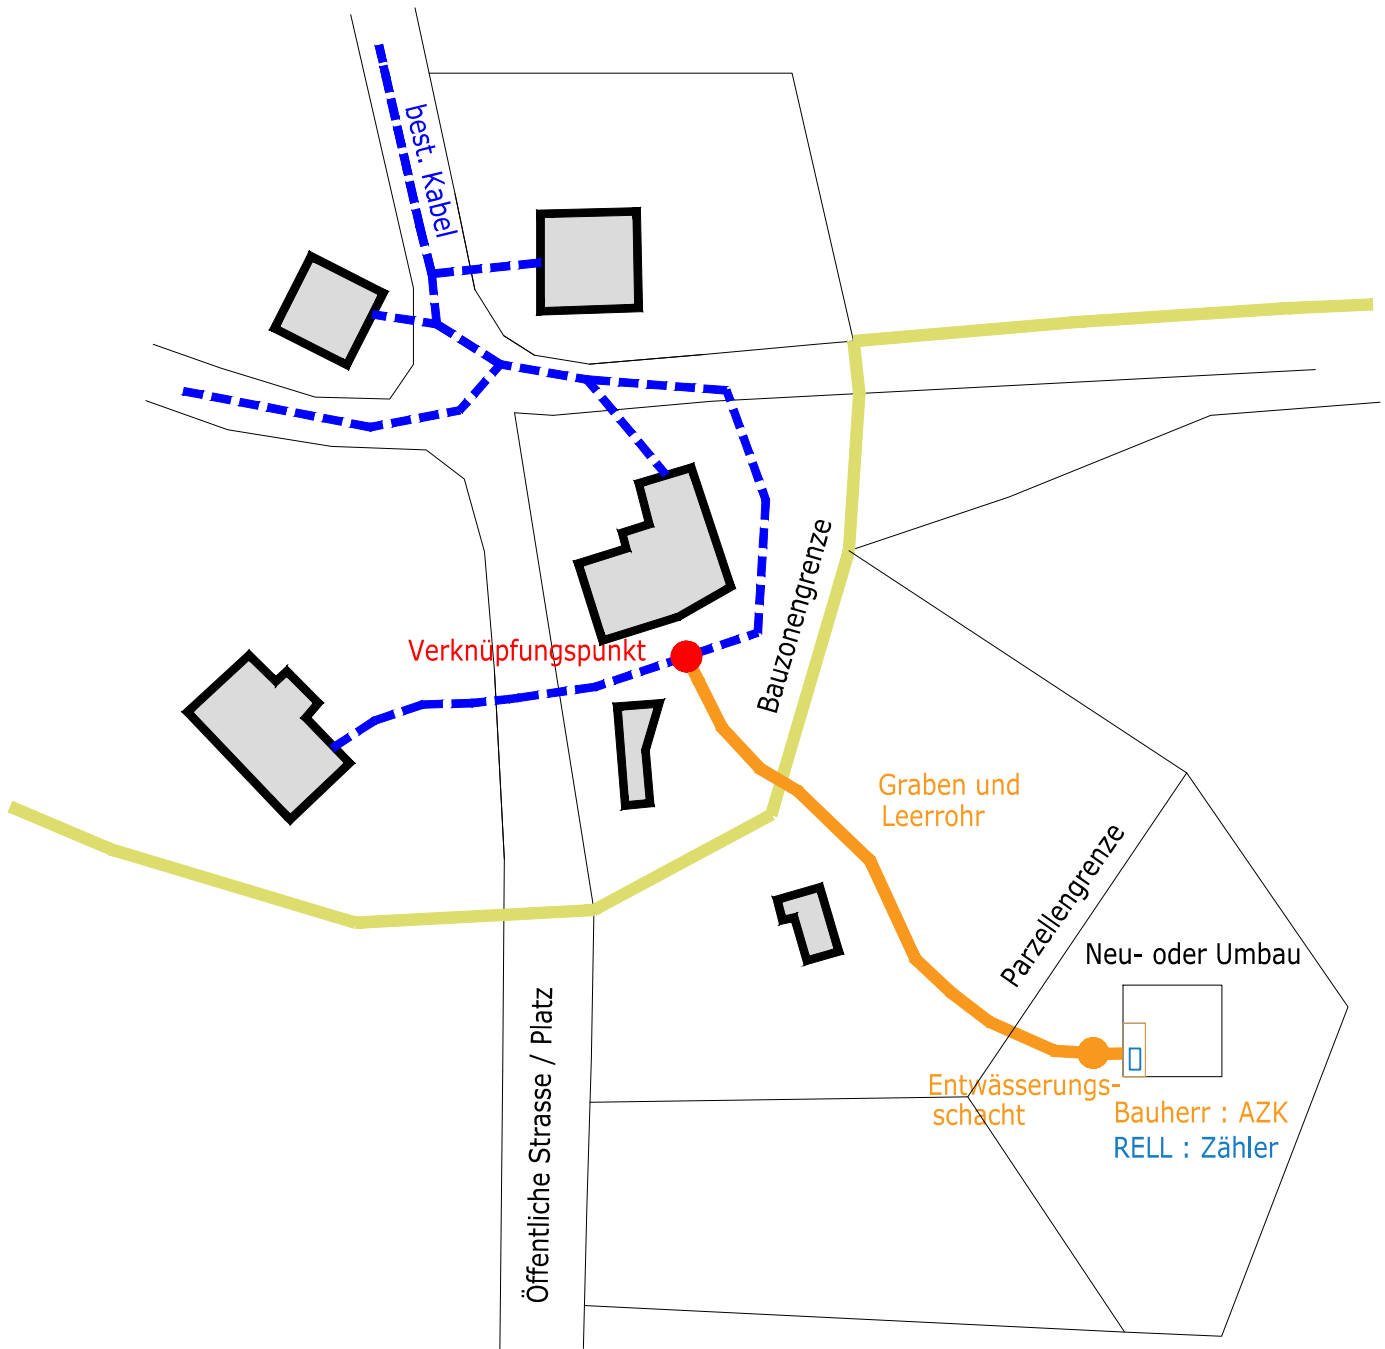 best. Kabel
Verknüpfungspunkt
Bauzonengrenze
Graben und
Leerrohr
Parzellengrenze
Neu- oder Umbau
Öffentliche Strasse / Platz
Entwässerungs-
schacht
Bauherr : AZK
RELL : Zähler